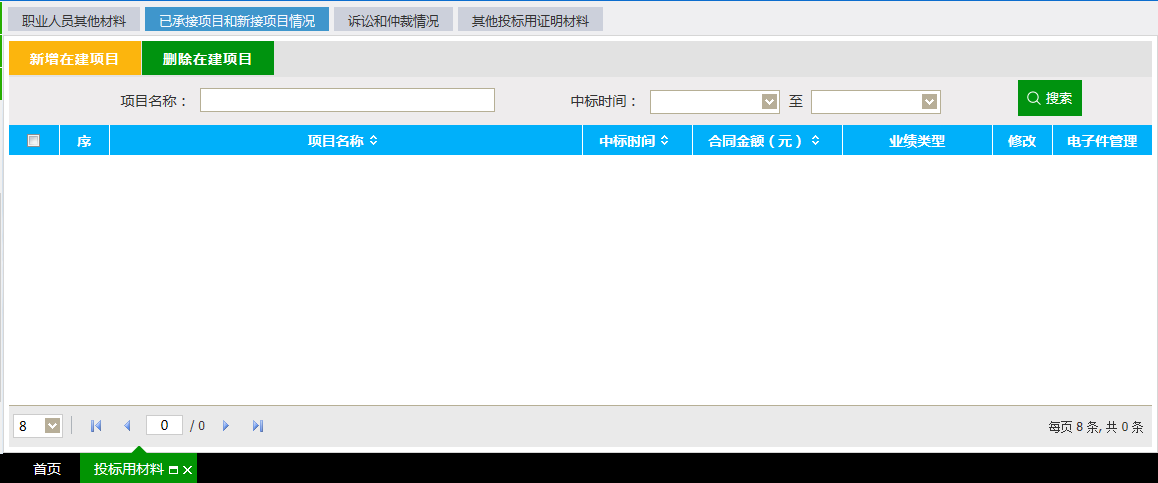 职业人员其他材料 已承接项目和新接项目情况 诉讼和仲裁情况 其他投标用证明材料
新增在建项目 删除在建项目
项目名称： 中标时间： 至 搜索
序 项目名称 中标时间 合同金额（元） 业绩类型 修改 电子件管理
8 0 / 0 每页 8 条, 共 0 条
首页 投标用材料